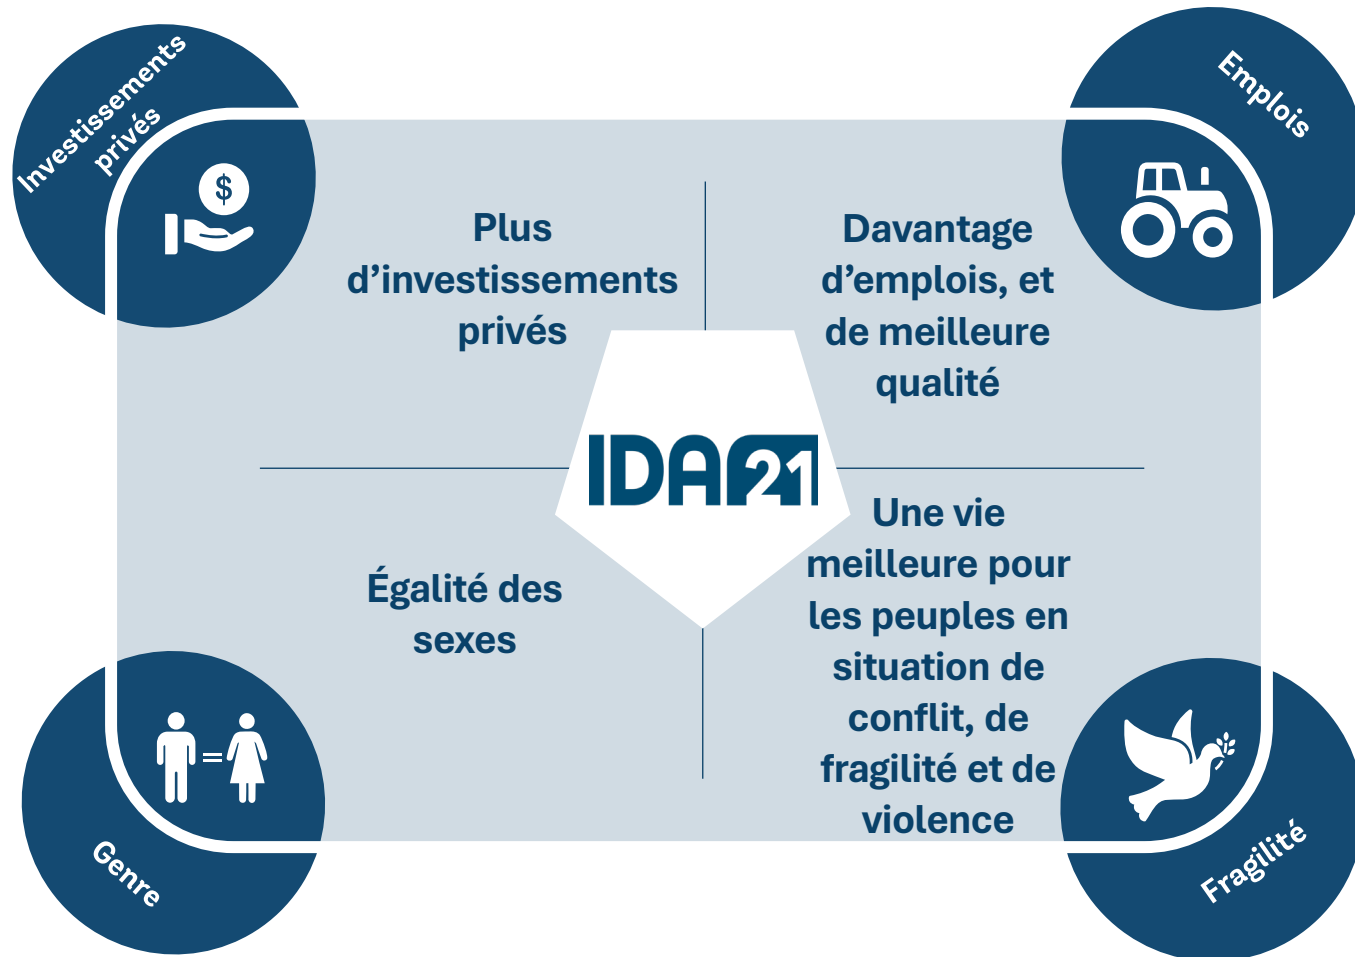 Investissements
privés
Emplois
$
Plus
d’investissements
privés
Davantage
d’emplois, et
de meilleure
qualité
IDA21
Égalité des
sexes
Une vie
meilleure pour
les peuples en
situation de
conflit, de
fragilité et de
violence
Genre
Fragilité